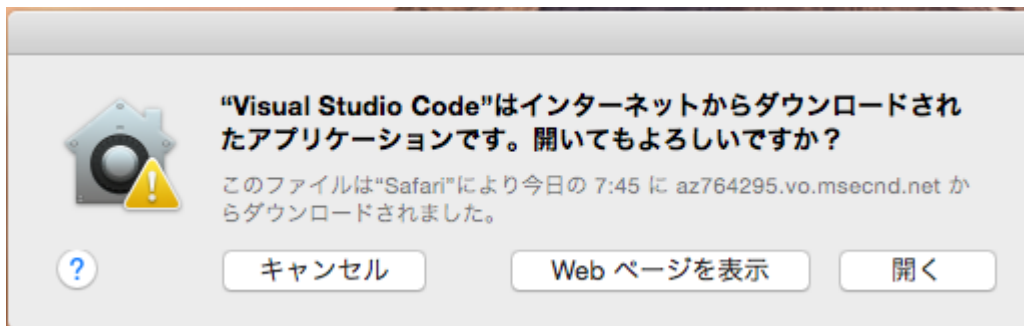 “Visual Studio Code”はインターネットからダウンロードされ
たアプリケーションです。開いてもよろしいですか？
このファイルは“Safari”により今日の 7:45 に az764295.vo.msecnd.net か
らダウンロードされました。
? キャンセル Web ページを表示 開く